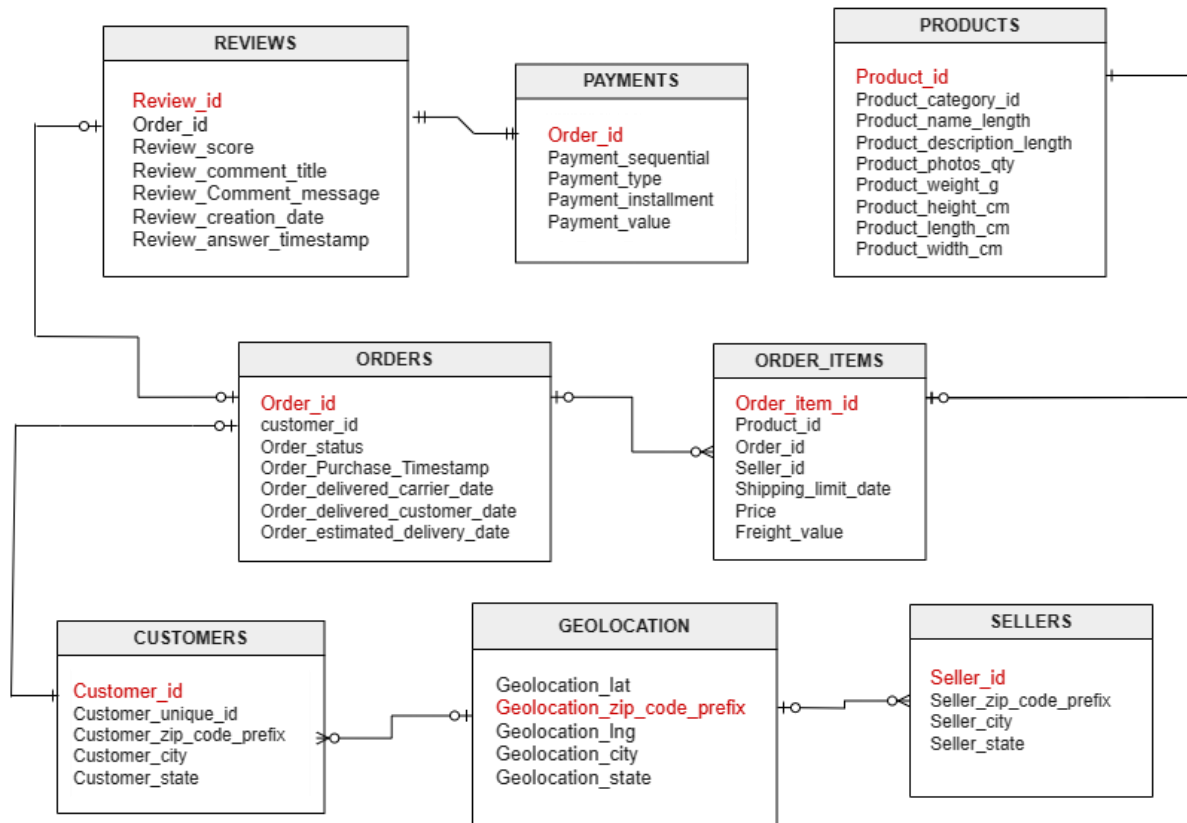 REVIEWS
Review_id
Order_id
Review_score
Review_comment_title
Review_Comment_message
Review_creation_date
Review_answer_timestamp
PAYMENTS
Order_id
Payment_sequential
Payment_type
Payment_installment
Payment_value
PRODUCTS
Product_id
Product_category_id
Product_name_length
Product_description_length
Product_photos_qty
Product_weight_g
Product_height_cm
Product_length_cm
Product_width_cm
ORDERS
Order_id
customer_id
Order_status
Order_Purchase_Timestamp
Order_delivered_carrier_date
Order_delivered_customer_date
Order_estimated_delivery_date
ORDER_ITEMS
Order_item_id
Product_id
Order_id
Seller_id
Shipping_limit_date
Price
Freight_value
CUSTOMERS
Customer_id
Customer_unique_id
Customer_zip_code_prefix
Customer_city
Customer_state
GEOLOCATION
Geolocation_lat
Geolocation_zip_code_prefix
Geolocation_lng
Geolocation_city
Geolocation_state
SELLERS
Seller_id
Seller_zip_code_prefix
Seller_city
Seller_state